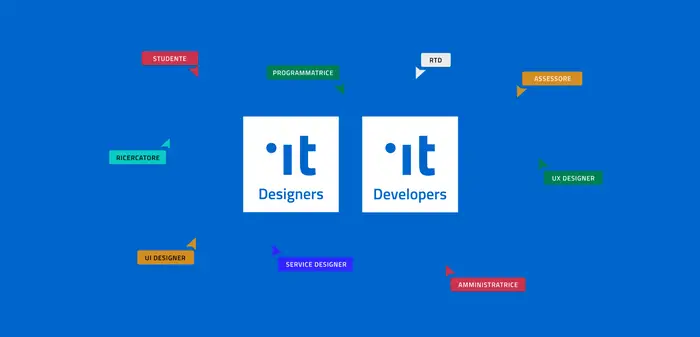 STUDENTE
PROGRAMMATRICE
RTD
ASSESSORE
RICERCATORE
.it
Designers
.it
Developers
UX DESIGNER
UI DESIGNER
SERVICE DESIGNER
AMMINISTRATRICE